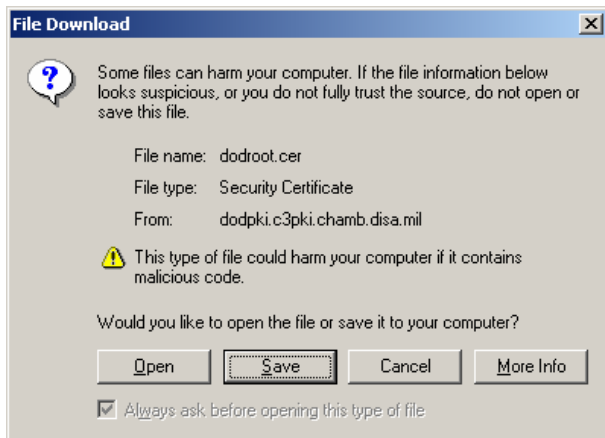 File Download
Some files can harm your computer. If the file information below
looks suspicious, or you do not fully trust the source, do not open or
save this file.
File name: dodroot.cer
File type: Security Certificate
From: dodpki.c3pki.chamb.disa.mil
This type of file could harm your computer if it contains
malicious code.
Would you like to open the file or save it to your computer?
Open Save Cancel More Info
Always ask before opening this type of file